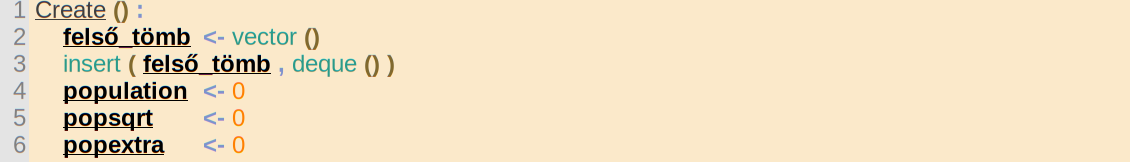 1 Create () :
2 felső_tömb <- vector ()
3 insert ( felső_tömb , deque () )
4 population <- 0
5 popsqrt <- 0
6 popextra <- 0